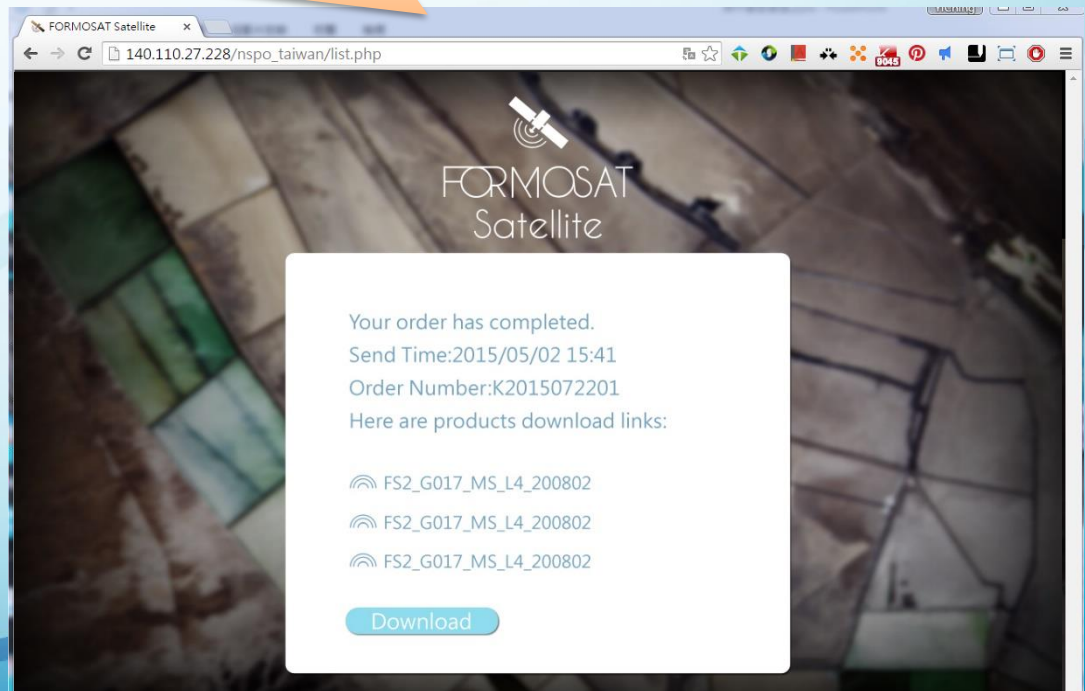 FORMOSAT Satellite
140.110.27.228/nspo_taiwan/list.php
9045
FORMOSAT
Satellite
Your order has completed.
Send Time:2015/05/02 15:41
Order Number:K2015072201
Here are products download links:
FS2_G017_MS_L4_200802
FS2_G017_MS_L4_200802
FS2_G017_MS_L4_200802
Download